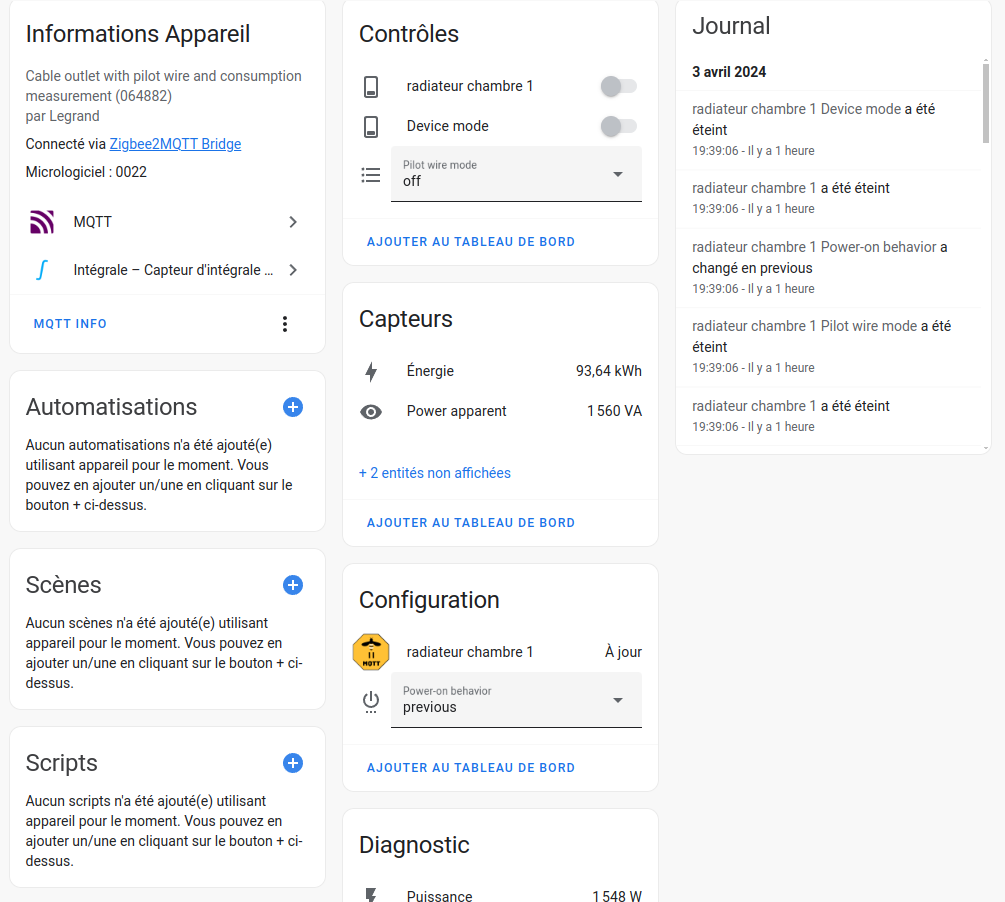 Informations Appareil
Cable outlet with pilot wire and consumption
measurement (064882)
par Legrand
Connecté via Zigbee2MQTT Bridge
Micrologiciel : 0022
MQTT
Intégrale – Capteur d'intégrale ...
MQTT INFO
Automatisations
Aucun automatisations n'a été ajouté(e)
utilisant appareil pour le moment. Vous
pouvez en ajouter un/une en cliquant sur le
bouton + ci-dessus.
Scènes
Aucun scènes n'a été ajouté(e) utilisant
appareil pour le moment. Vous pouvez en
ajouter un/une en cliquant sur le bouton + ci-
dessus.
Scripts
Aucun scripts n'a été ajouté(e) utilisant
appareil pour le moment. Vous pouvez en
ajouter un/une en cliquant sur le bouton + ci-
dessus.
Contrôles
radiateur chambre 1
Device mode
Pilot wire mode
off
AJOUTER AU TABLEAU DE BORD
Capteurs
Énergie 93,64 kWh
Power apparent 1 560 VA
+ 2 entités non affichées
AJOUTER AU TABLEAU DE BORD
Configuration
MQTT
radiateur chambre 1 À jour
Power-on behavior
previous
AJOUTER AU TABLEAU DE BORD
Diagnostic
Puissance 1 548 W
Journal
3 avril 2024
radiateur chambre 1 Device mode a été
éteint
19:39:06 - Il y a 1 heure
radiateur chambre 1 a été éteint
19:39:06 - Il y a 1 heure
radiateur chambre 1 Power-on behavior a
changé en previous
19:39:06 - Il y a 1 heure
radiateur chambre 1 Pilot wire mode a été
éteint
19:39:06 - Il y a 1 heure
radiateur chambre 1 a été éteint
19:39:06 - Il y a 1 heure